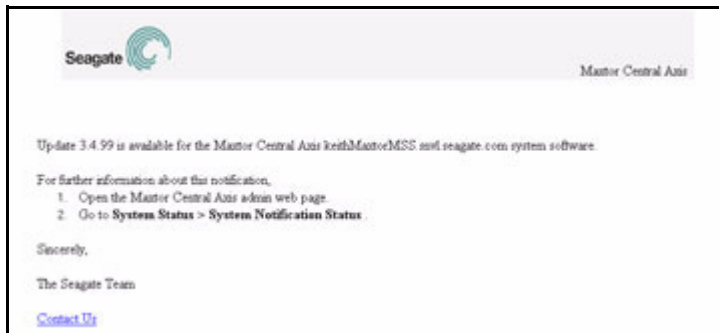 Seagate
Maxtor Central Axis
Update 3.4.99 is available for the Maxtor Central Axis keithMaxtorMSS.snvl.seagate.com system software.
For further information about this notification,
1. Open the Maxtor Central Axis admin web page.
2. Go to System Status > System Notification Status .
Sincerely,
The Seagate Team
Contact Us